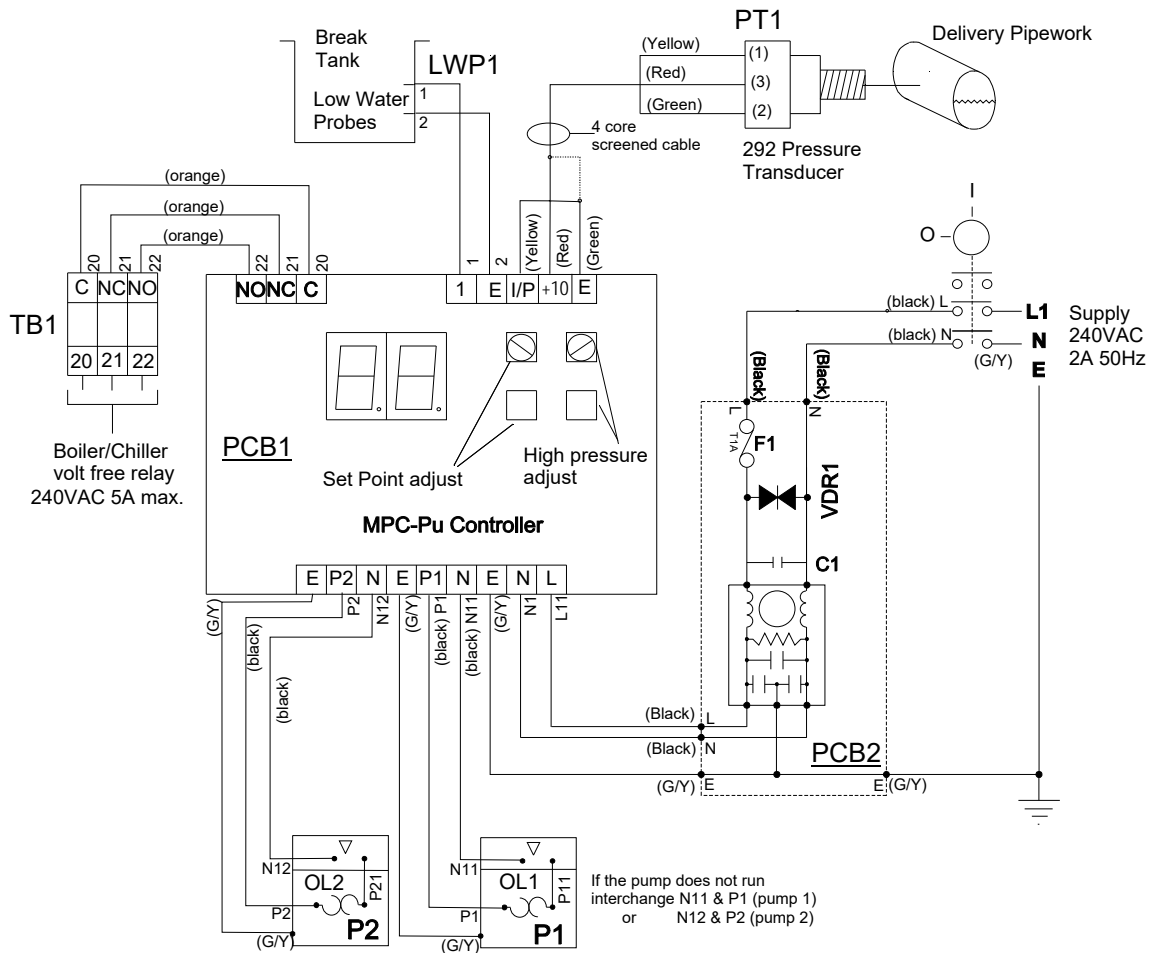 PT1
Delivery Pipework
(Yellow)
(1)
(Red)
(3)
(Green)
(2)
Break
Tank
LWP1
1
Low Water
Probes
2
4 core
screened cable
292 Pressure
Transducer
I
O
(orange)
(orange)
(orange)
20
21
22
22
21
20
1
2
(Yellow)
(Red)
(Green)
C NC NO
TB1
20 21 22
NO NC C
1 E I/P +10 E
(black) L
L1
(black) N
N
(G/Y)
E
Supply
240VAC
2A 50Hz
(Black)
(Black)
L
N
T1A
F1
VDR1
C1
Boiler/Chiller
volt free relay
240VAC 5A max.
PCB1
Set Point adjust
High pressure
adjust
MPC-Pu Controller
E P2 N E P1 N E N L
(G/Y)
P2
(black)
N12
(black)
(G/Y)
(black) P1
(black) N11
(G/Y)
N1
L11
(Black)
L
(Black)
N
PCB2
(G/Y)
E
E
(G/Y)
N12
OL2
P21
P2
P2
(G/Y)
N11
OL1
P11
P1
P1
(G/Y)
If the pump does not run
interchange N11 & P1 (pump 1)
or N12 & P2 (pump 2)